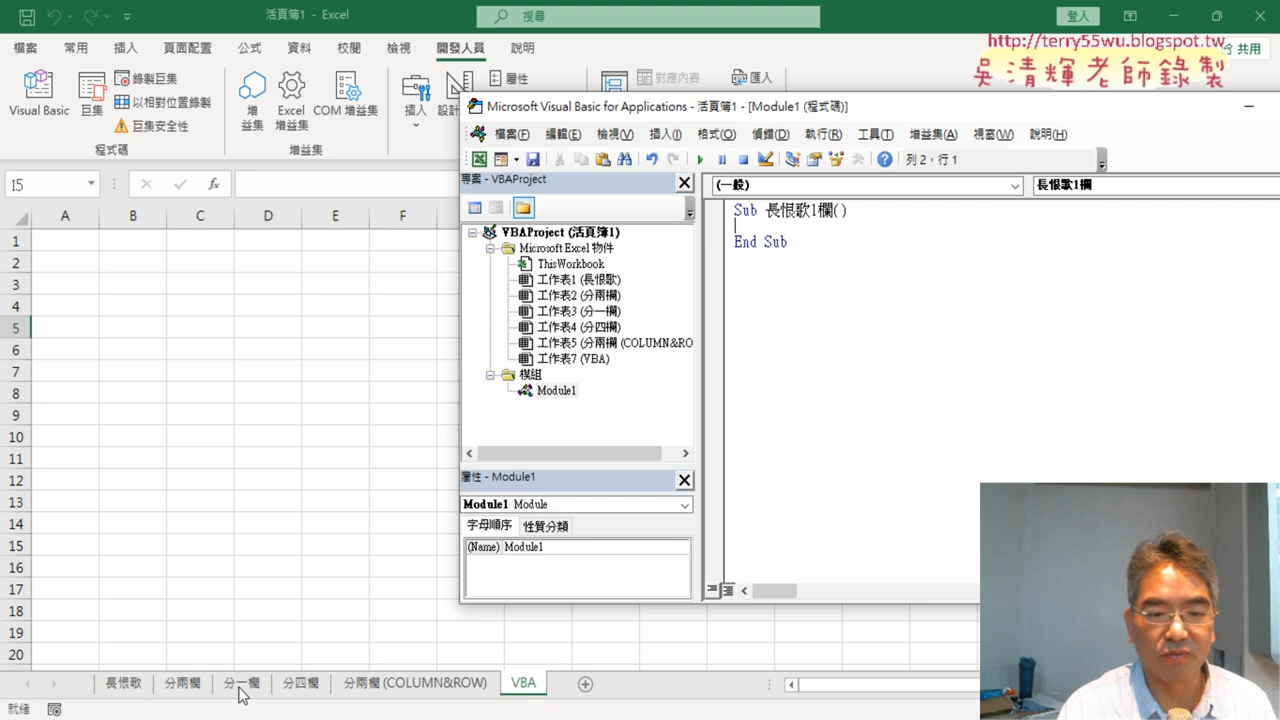 活頁簿1 - Excel
搜尋
登入
檔案 常用 插入 頁面配置 公式 資料 校閱 檢視 開發人員 說明
http://terry55wu.blogspot.tw
共用
吳清輝老師錄製
Visual Basic
巨集
錄製巨集
以相對位置錄製
巨集安全性
程式碼
增益集
Excel 增益集
COM 增益集
增益集
插入
設計
屬性
對應內容
匯入
Microsoft Visual Basic for Applications - 活頁簿1 - [Module1 (程式碼)]
檔案(F) 編輯(E) 檢視(V) 插入(I) 格式(O) 偵錯(D) 執行(R) 工具(T) 增益集(A) 視窗(W) 說明(H)
列 2，行 1
I5
fx
專案 - VBAProject
(一般)
長恨歌1欄
A B C D E F
1
2
3
4
5
6
7
8
9
10
11
12
13
14
15
16
17
18
19
20
VBAProject (活頁簿1)
Microsoft Excel 物件
ThisWorkbook
工作表1 (長恨歌)
工作表2 (分兩欄)
工作表3 (分一欄)
工作表4 (分四欄)
工作表5 (分兩欄 (COLUMN&RO
工作表7 (VBA)
模組
Module1
Sub 長恨歌1欄()
End Sub
屬性 - Module1
Module1 Module
字母順序 性質分類
(Name) Module1
長恨歌 分兩欄 分一欄 分四欄 分兩欄 (COLUMN&ROW) VBA
就緒